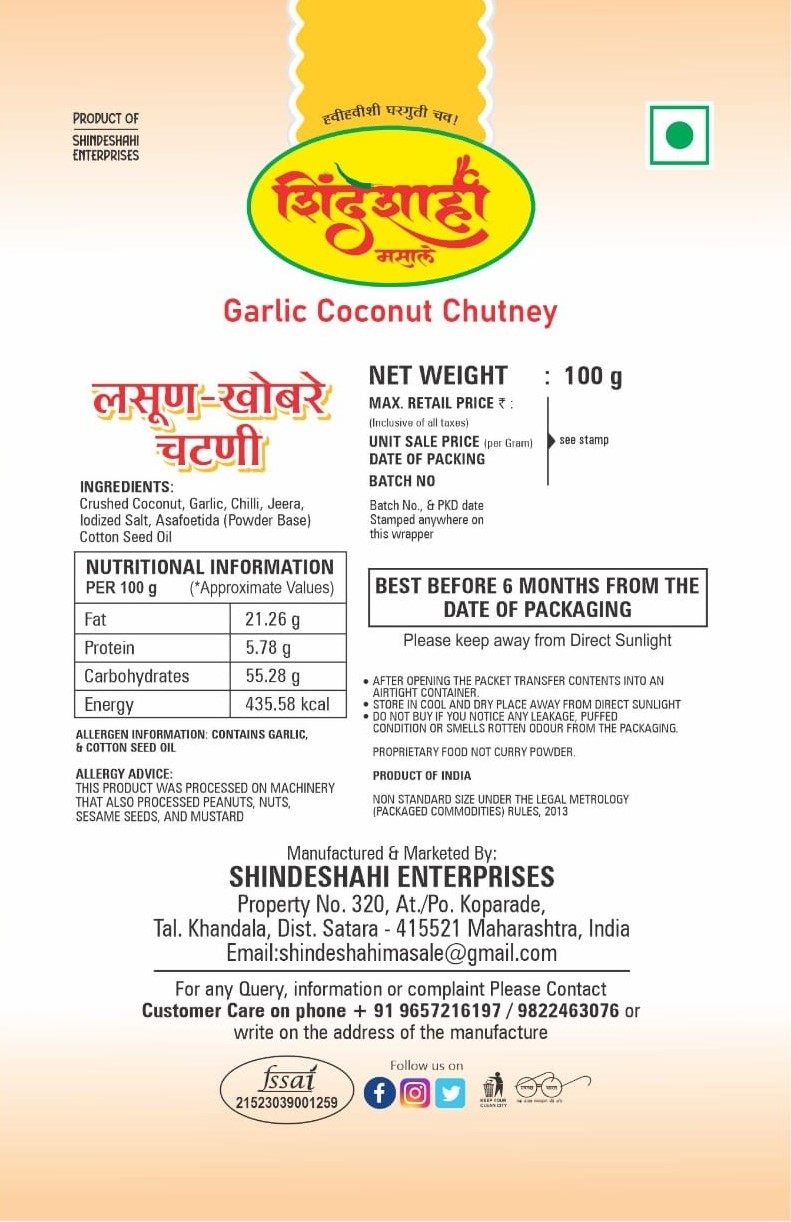 हवीहवीशी घरगुती चव!
PRODUCT OF
SHINDESHAHI
ENTERPRISES
शिंदेशाही
मसाले
Garlic Coconut Chutney
लसूण-खोबरे
चटणी
INGREDIENTS:
Crushed Coconut, Garlic, Chilli, Jeera,
Iodized Salt, Asafoetida (Powder Base)
Cotton Seed Oil
NUTRITIONAL INFORMATION
PER 100 g (*Approximate Values)
Fat 21.26 g
Protein 5.78 g
Carbohydrates 55.28 g
Energy 435.58 kcal
ALLERGEN INFORMATION: CONTAINS GARLIC,
& COTTON SEED OIL
ALLERGY ADVICE:
THIS PRODUCT WAS PROCESSED ON MACHINERY
THAT ALSO PROCESSED PEANUTS, NUTS,
SESAME SEEDS, AND MUSTARD
NET WEIGHT : 100 g
MAX. RETAIL PRICE ₹ :
(Inclusive of all taxes)
UNIT SALE PRICE (per Gram)
see stamp
DATE OF PACKING
BATCH NO
Batch No., & PKD date
Stamped anywhere on
this wrapper
BEST BEFORE 6 MONTHS FROM THE
DATE OF PACKAGING
Please keep away from Direct Sunlight
• AFTER OPENING THE PACKET TRANSFER CONTENTS INTO AN
AIRTIGHT CONTAINER.
• STORE IN COOL AND DRY PLACE AWAY FROM DIRECT SUNLIGHT
• DO NOT BUY IF YOU NOTICE ANY LEAKAGE, PUFFED
CONDITION OR SMELLS ROTTEN ODOUR FROM THE PACKAGING.
PROPRIETARY FOOD NOT CURRY POWDER.
PRODUCT OF INDIA
NON STANDARD SIZE UNDER THE LEGAL METROLOGY
(PACKAGED COMMODITIES) RULES, 2013
Manufactured & Marketed By:
SHINDESHAHI ENTERPRISES
Property No. 320, At./Po. Koparade,
Tal. Khandala, Dist. Satara - 415521 Maharashtra, India
Email:shindeshahimasale@gmail.com
For any Query, information or complaint Please Contact
Customer Care on phone + 91 9657216197 / 9822463076 or
write on the address of the manufacture
fssai
21523039001259
Follow us on
KEEP YOUR
CLEAN CITY
स्वच्छ भारत